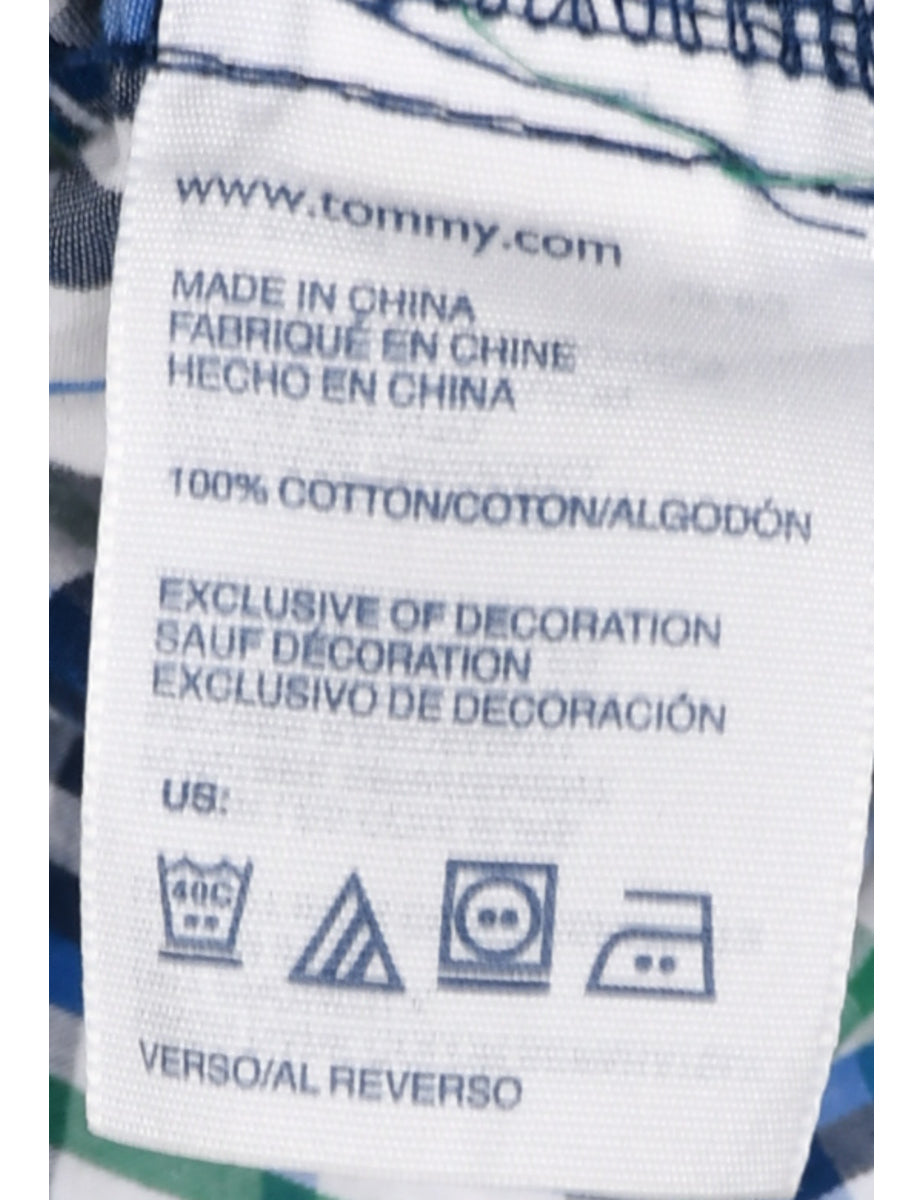 www.tommy.com
MADE IN CHINA
FABRIQUÉ EN CHINE
HECHO EN CHINA
100% COTTON/COTON/ALGODÓN
EXCLUSIVE OF DECORATION
SAUF DÉCORATION
EXCLUSIVO DE DECORACIÓN
US:
40C
VERSO/AL REVERSO